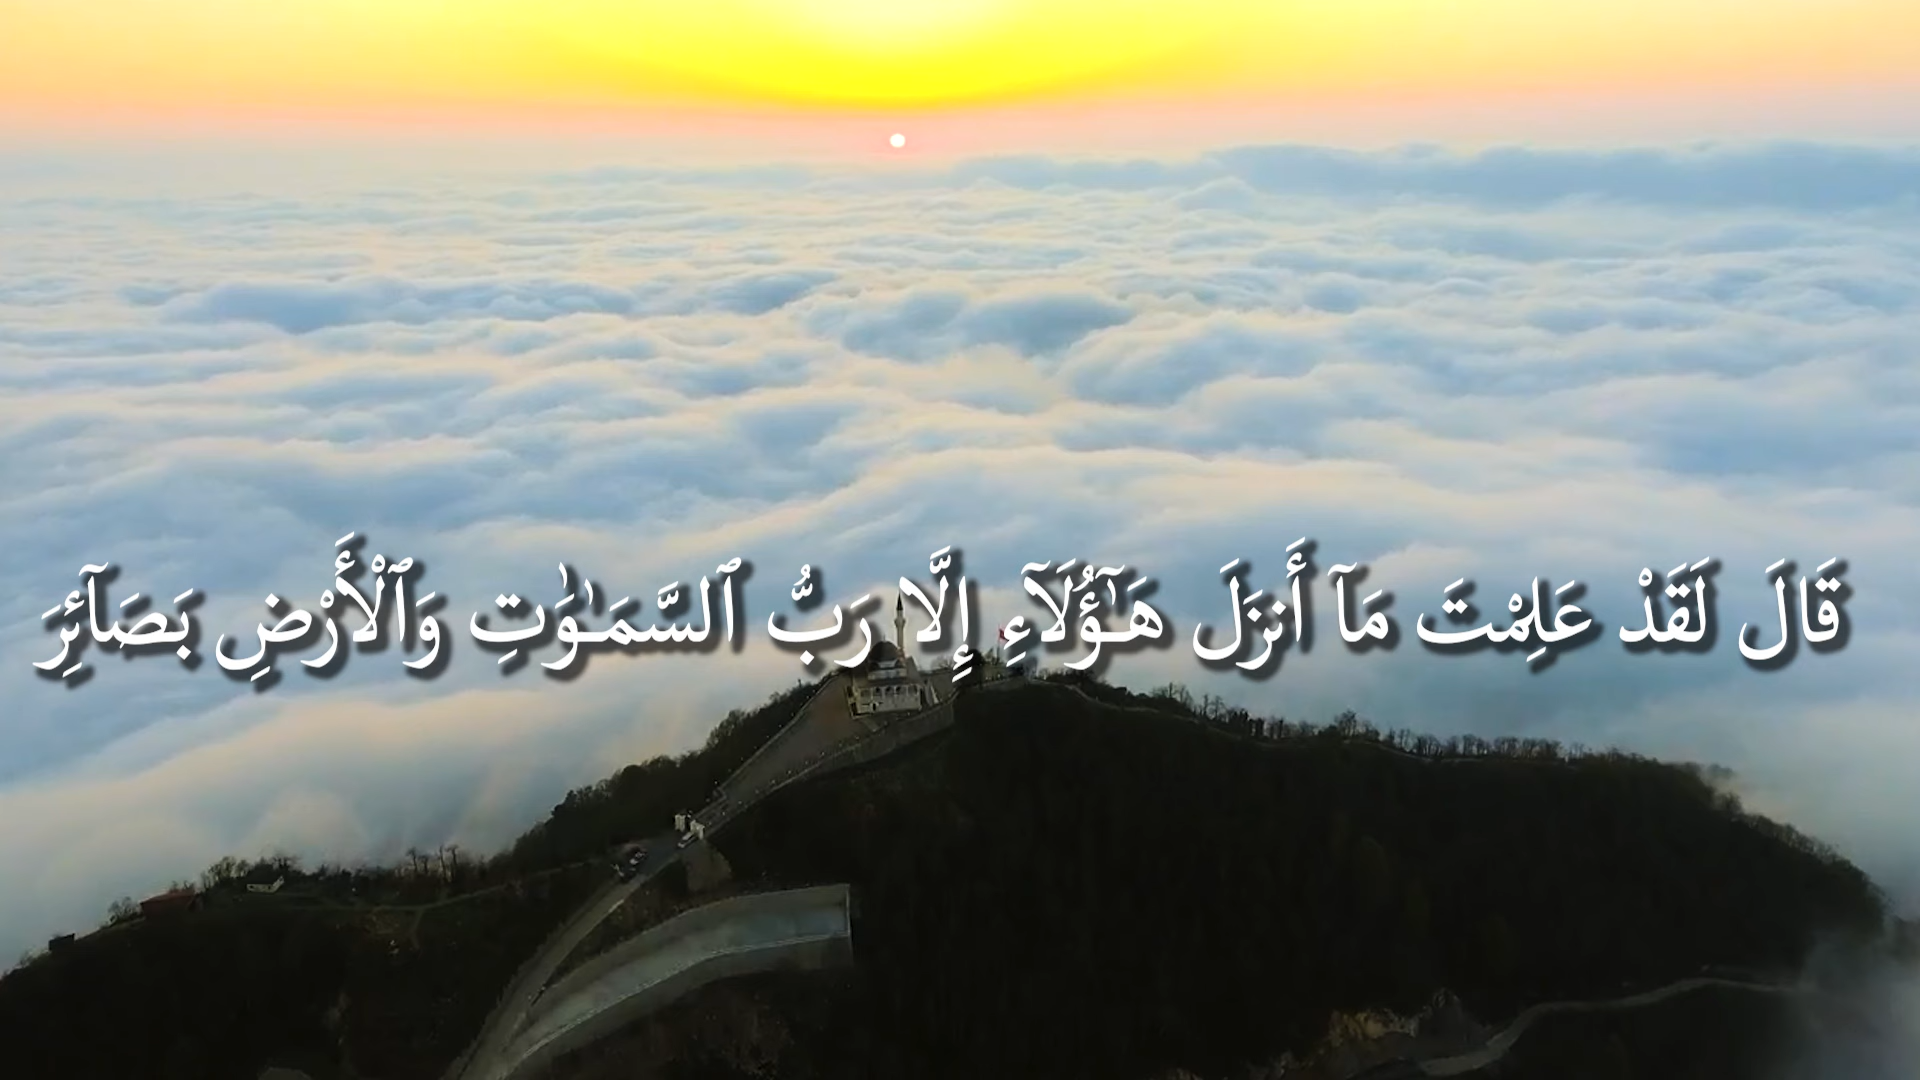 قَالَ لَقَدْ عَلِمْتَ مَآ أَنزَلَ هَـٰٓؤُلَآءِ إِلَّا رَبُّ ٱلسَّمَـٰوَٰتِ وَٱلْأَرْضِ بَصَآئِرَ